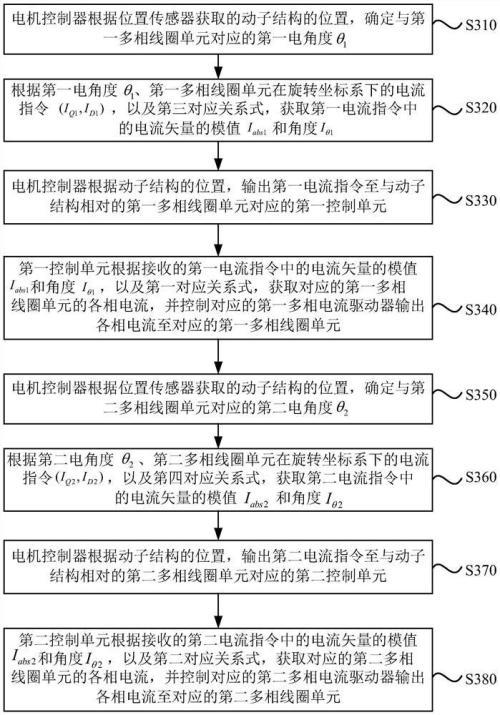 电机控制器根据位置传感器获取的动子结构的位置，确定与第
一多相线圈单元对应的第一电角度θ1
S310
根据第一电角度 θ1、第一多相线圈单元在旋转坐标系下的电流
指令 (IQ1,ID1) ，以及第三对应关系式，获取第一电流指令中
的电流矢量的模值 Iabs1 和角度Iθ1
S320
电机控制器根据动子结构的位置，输出第一电流指令至与动子
结构相对的第一多相线圈单元对应的第一控制单元
S330
第一控制单元根据接收的第一电流指令中的电流矢量的模值
Iabs1和角度 Iθ1，以及第一对应关系式，获取对应的第一多相
线圈单元的各相电流，并控制对应的第一多相电流驱动器输出
各相电流至对应的第一多相线圈单元
S340
电机控制器根据位置传感器获取的动子结构的位置，确定与第
二多相线圈单元对应的第二电角度θ2
S350
根据第二电角度 θ2、第二多相线圈单元在旋转坐标系下的电流
指令(IQ2,ID2)，以及第四对应关系式，获取第二电流指令中
的电流矢量的模值 Iabs2 和角度Iθ2
S360
电机控制器根据动子结构的位置，输出第二电流指令至与动子
结构相对的第二多相线圈单元对应的第二控制单元
S370
第二控制单元根据接收的第二电流指令中的电流矢量的模值
Iabs2和角度Iθ2，以及第二对应关系式，获取对应的第二多相
线圈单元的各相电流，并控制对应的第二多相电流驱动器输出
各相电流至对应的第二多相线圈单元
S380